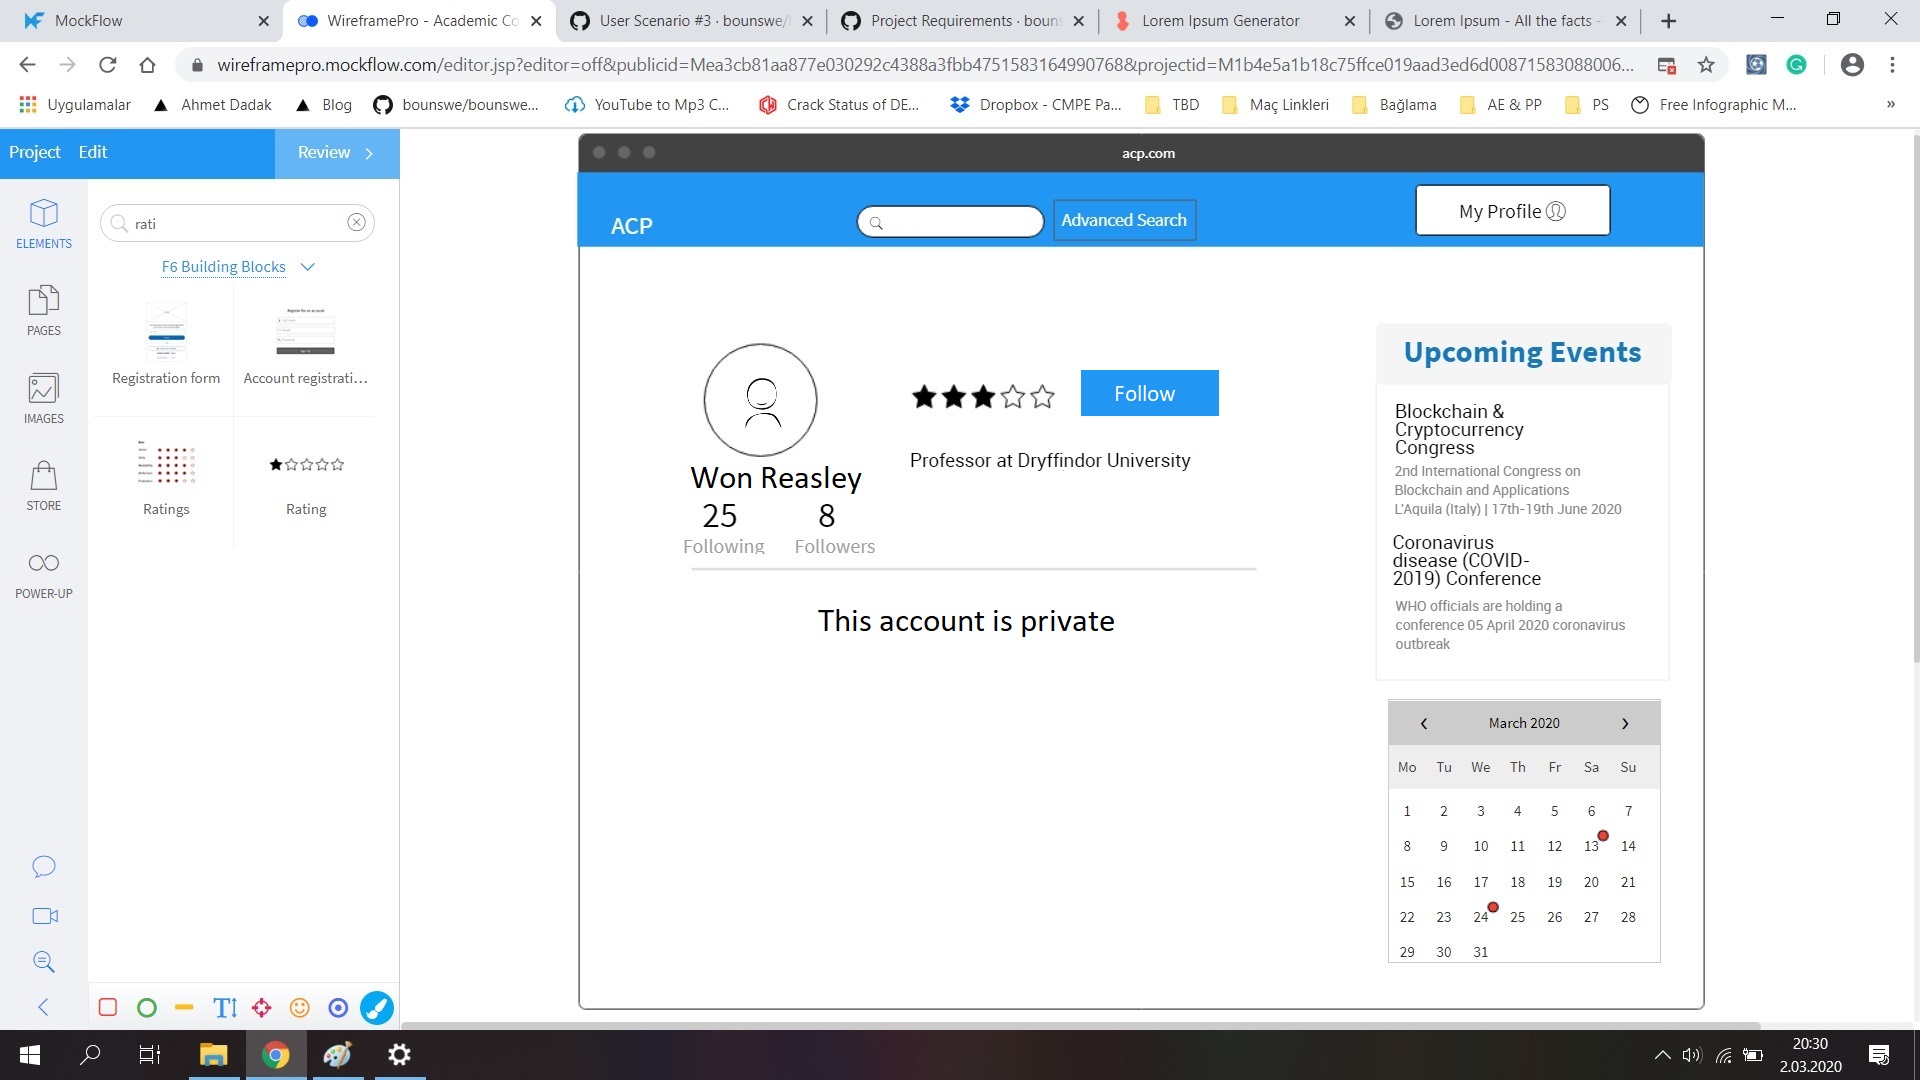 MockFlow
WireframePro - Academic Co
User Scenario #3 · bounswe/
Project Requirements · boun
Lorem Ipsum Generator
Lorem Ipsum - All the facts -
wireframepro.mockflow.com/editor.jsp?editor=off&publicid=Mea3cb81aa877e030292c4388a3fbb4751583164990768&projectid=M1b4e5a1b18c75ffce019aad3ed6d00871583088006...
Uygulamalar
Ahmet Dadak
Blog
bounswe/bounswe...
YouTube to Mp3 C...
Crack Status of DE...
Dropbox - CMPE Pa...
TBD
Maç Linkleri
Bağlama
AE & PP
PS
Free Infographic M...
»
Project
Edit
Review
ELEMENTS
PAGES
IMAGES
STORE
POWER-UP
rati
F6 Building Blocks
Registration form
Account registrati...
Ratings
Rating
acp.com
ACP
Advanced Search
My Profile
Follow
Professor at Dryffindor University
Won Reasley
25
8
Following
Followers
This account is private
Upcoming Events
Blockchain &
Cryptocurrency
Congress
2nd International Congress on
Blockchain and Applications
L'Aquila (Italy) | 17th-19th June 2020
Coronavirus
disease (COVID-
2019) Conference
WHO officials are holding a
conference 05 April 2020 coronavirus
outbreak
March 2020
Mo Tu We Th Fr Sa Su
1 2 3 4 5 6 7
8 9 10 11 12 13 14
15 16 17 18 19 20 21
22 23 24 25 26 27 28
29 30 31
20:30
2.03.2020